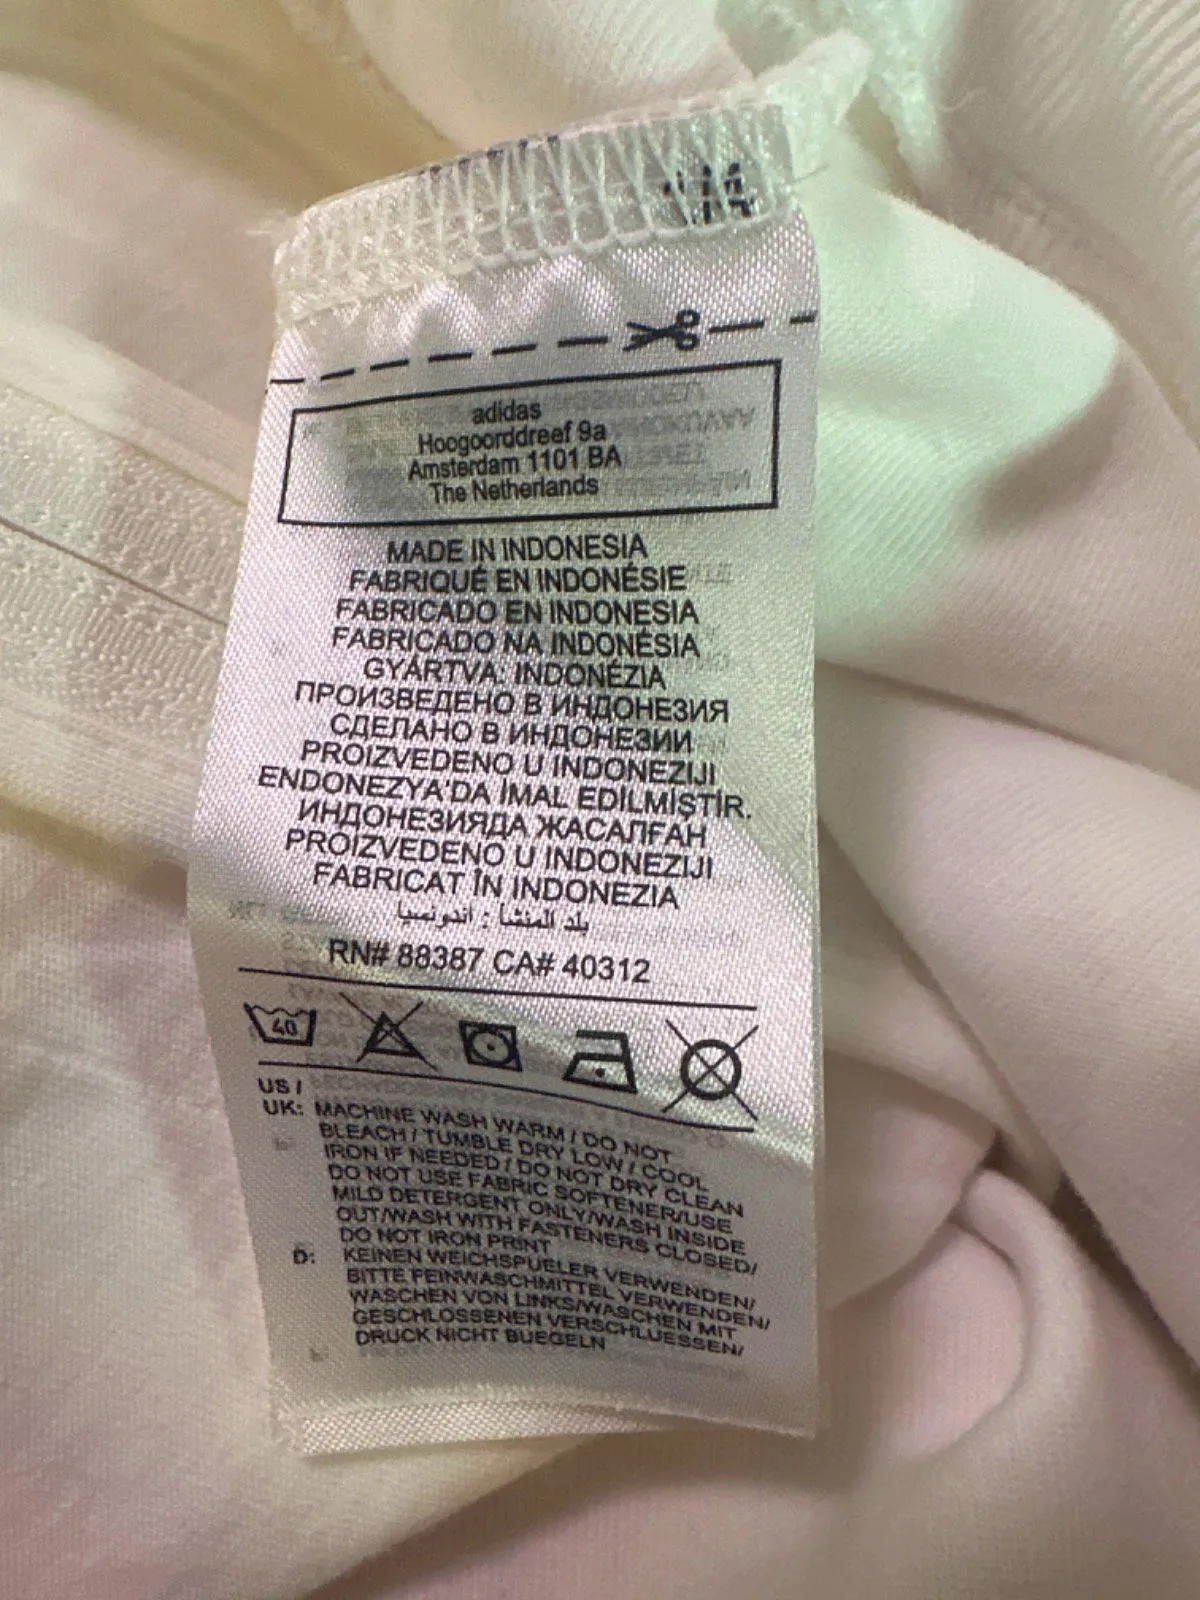 adidas
Hoogoorddreef 9a
Amsterdam 1101 BA
The Netherlands
MADE IN INDONESIA
FABRIQUÉ EN INDONÉSIE
FABRICADO EN INDONESIA
FABRICADO NA INDONÉSIA
GYÁRTVA: INDONÉZIA
ПРОИЗВЕДЕНО В ИНДОНЕЗИЯ
СДЕЛАНО В ИНДОНЕЗИИ
PROIZVEDENO U INDONEZIJI
ENDONEZYA'DA İMAL EDİLMİŞTİR.
ИНДОНЕЗИЯДА ЖАСАЛҒАН
PROIZVEDENO U INDONEZIJI
FABRICAT ÎN INDONEZIA
بلد المنشأ : اندونسيا
RN# 88387 CA# 40312
40
US /
UK: MACHINE WASH WARM / DO NOT
BLEACH / TUMBLE DRY LOW / COOL
IRON IF NEEDED / DO NOT DRY CLEAN
DO NOT USE FABRIC SOFTENER/USE
MILD DETERGENT ONLY/WASH INSIDE
OUT/WASH WITH FASTENERS CLOSED/
DO NOT IRON PRINT
D: KEINEN WEICHSPUELER VERWENDEN/
BITTE FEINWASCHMITTEL VERWENDEN/
WASCHEN VON LINKS/WASCHEN MIT
GESCHLOSSENEN VERSCHLUESSEN/
DRUCK NICHT BUEGELN